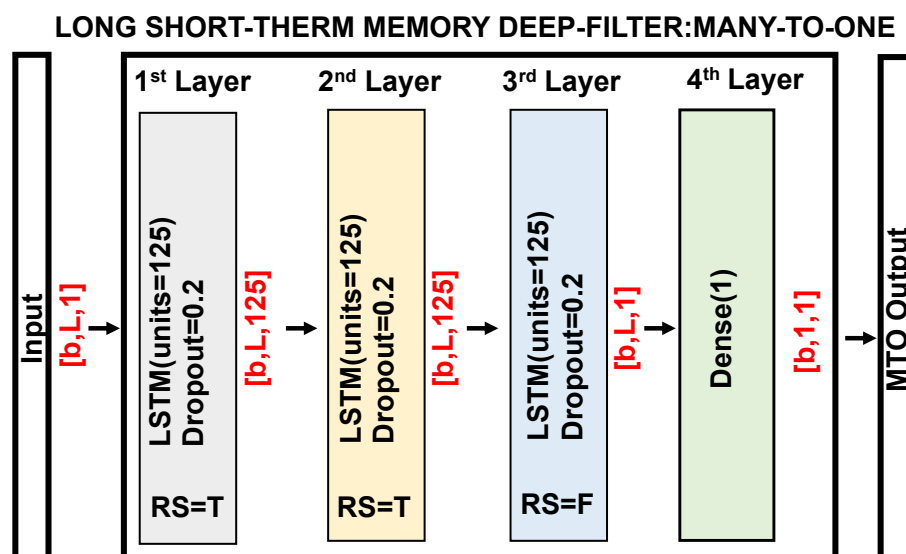 LONG SHORT-THERM MEMORY DEEP-FILTER:MANY-TO-ONE
Input
[b,L,1]
1st Layer
LSTM(units=125)
Dropout=0.2
RS=T
[b,L,125]
2nd Layer
LSTM(units=125)
Dropout=0.2
RS=T
[b,L,125]
3rd Layer
LSTM(units=125)
Dropout=0.2
RS=F
[b,L,1]
4th Layer
Dense(1)
[b,1,1]
MTO Output